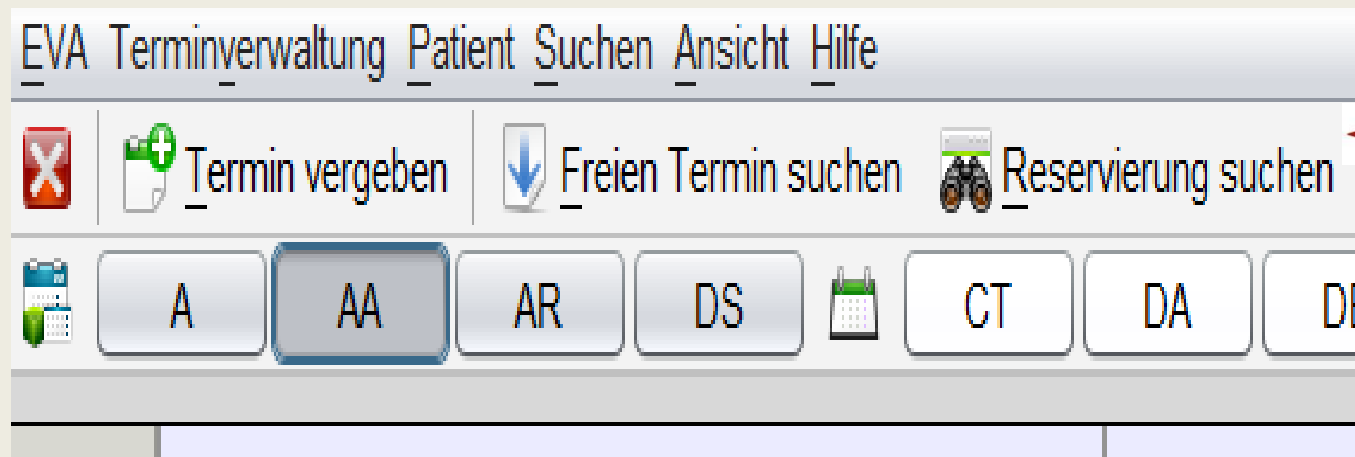 EVA Terminverwaltung Patient Suchen Ansicht Hilfe
Termin vergeben Freien Termin suchen Reservierung suchen
A AA AR DS CT DA